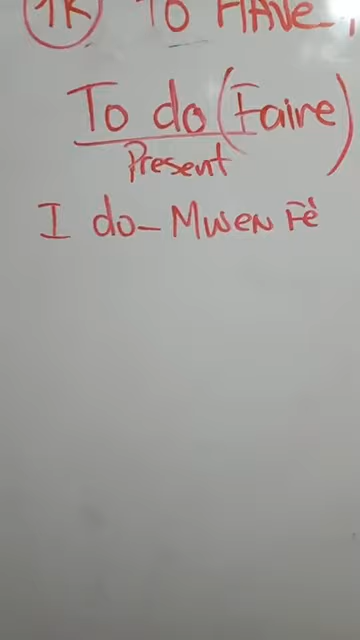 TO HAVE
To do (Faire)
Present
I do - Mwen Fè